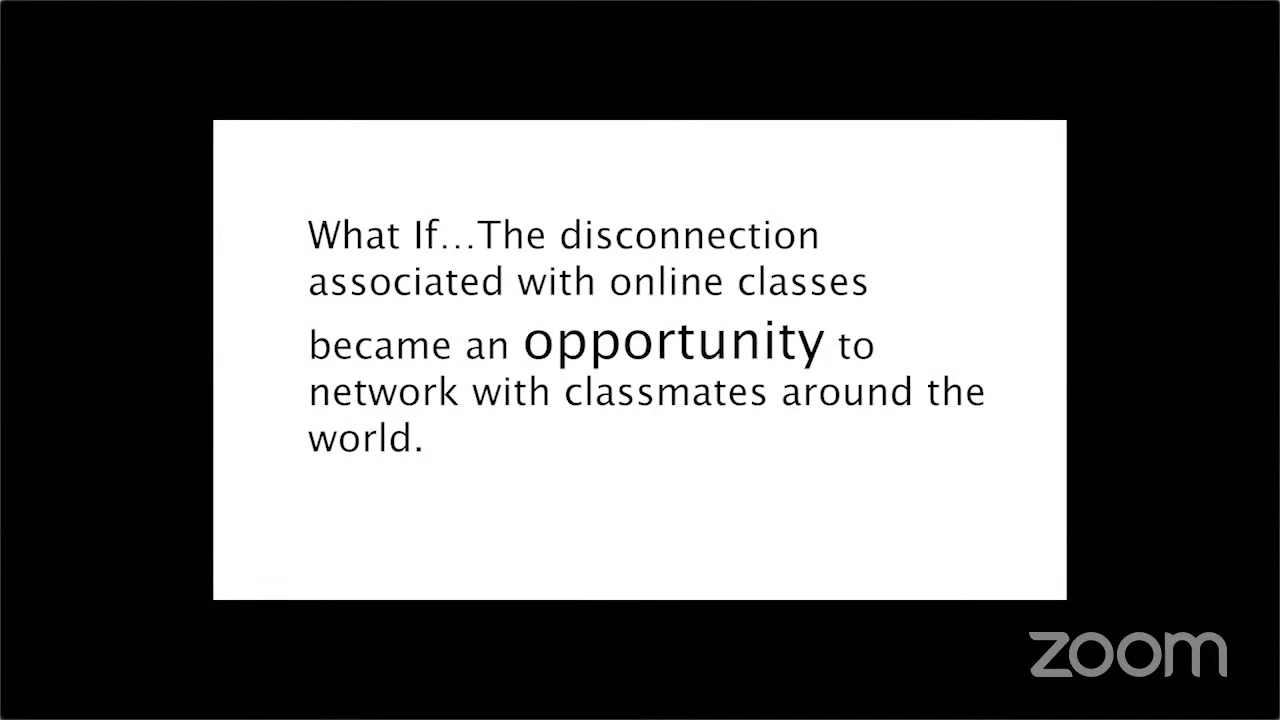 What If...The disconnection
associated with online classes
became an opportunity to
network with classmates around the
world.
zoom